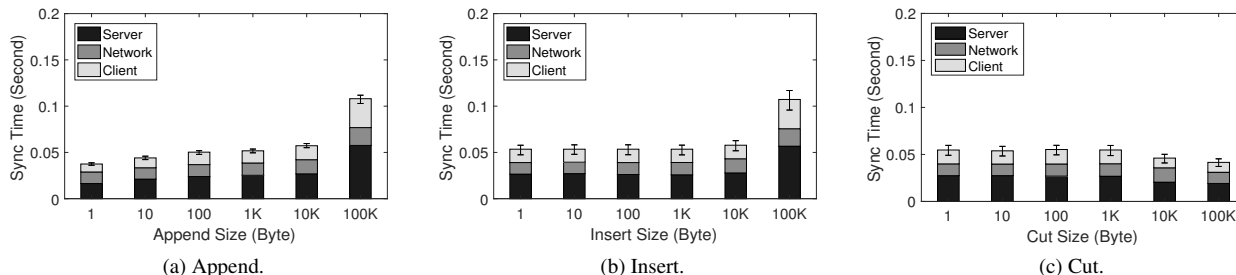 0.2
0.15
0.1
0.05
0
Sync Time (Second)
Server
Network
Client
1 10 100 1K 10K 100K
Append Size (Byte)
(a) Append.
0.2
0.15
0.1
0.05
0
Sync Time (Second)
Server
Network
Client
1 10 100 1K 10K 100K
Insert Size (Byte)
(b) Insert.
0.2
0.15
0.1
0.05
0
Sync Time (Second)
Server
Network
Client
1 10 100 1K 10K 100K
Cut Size (Byte)
(c) Cut.